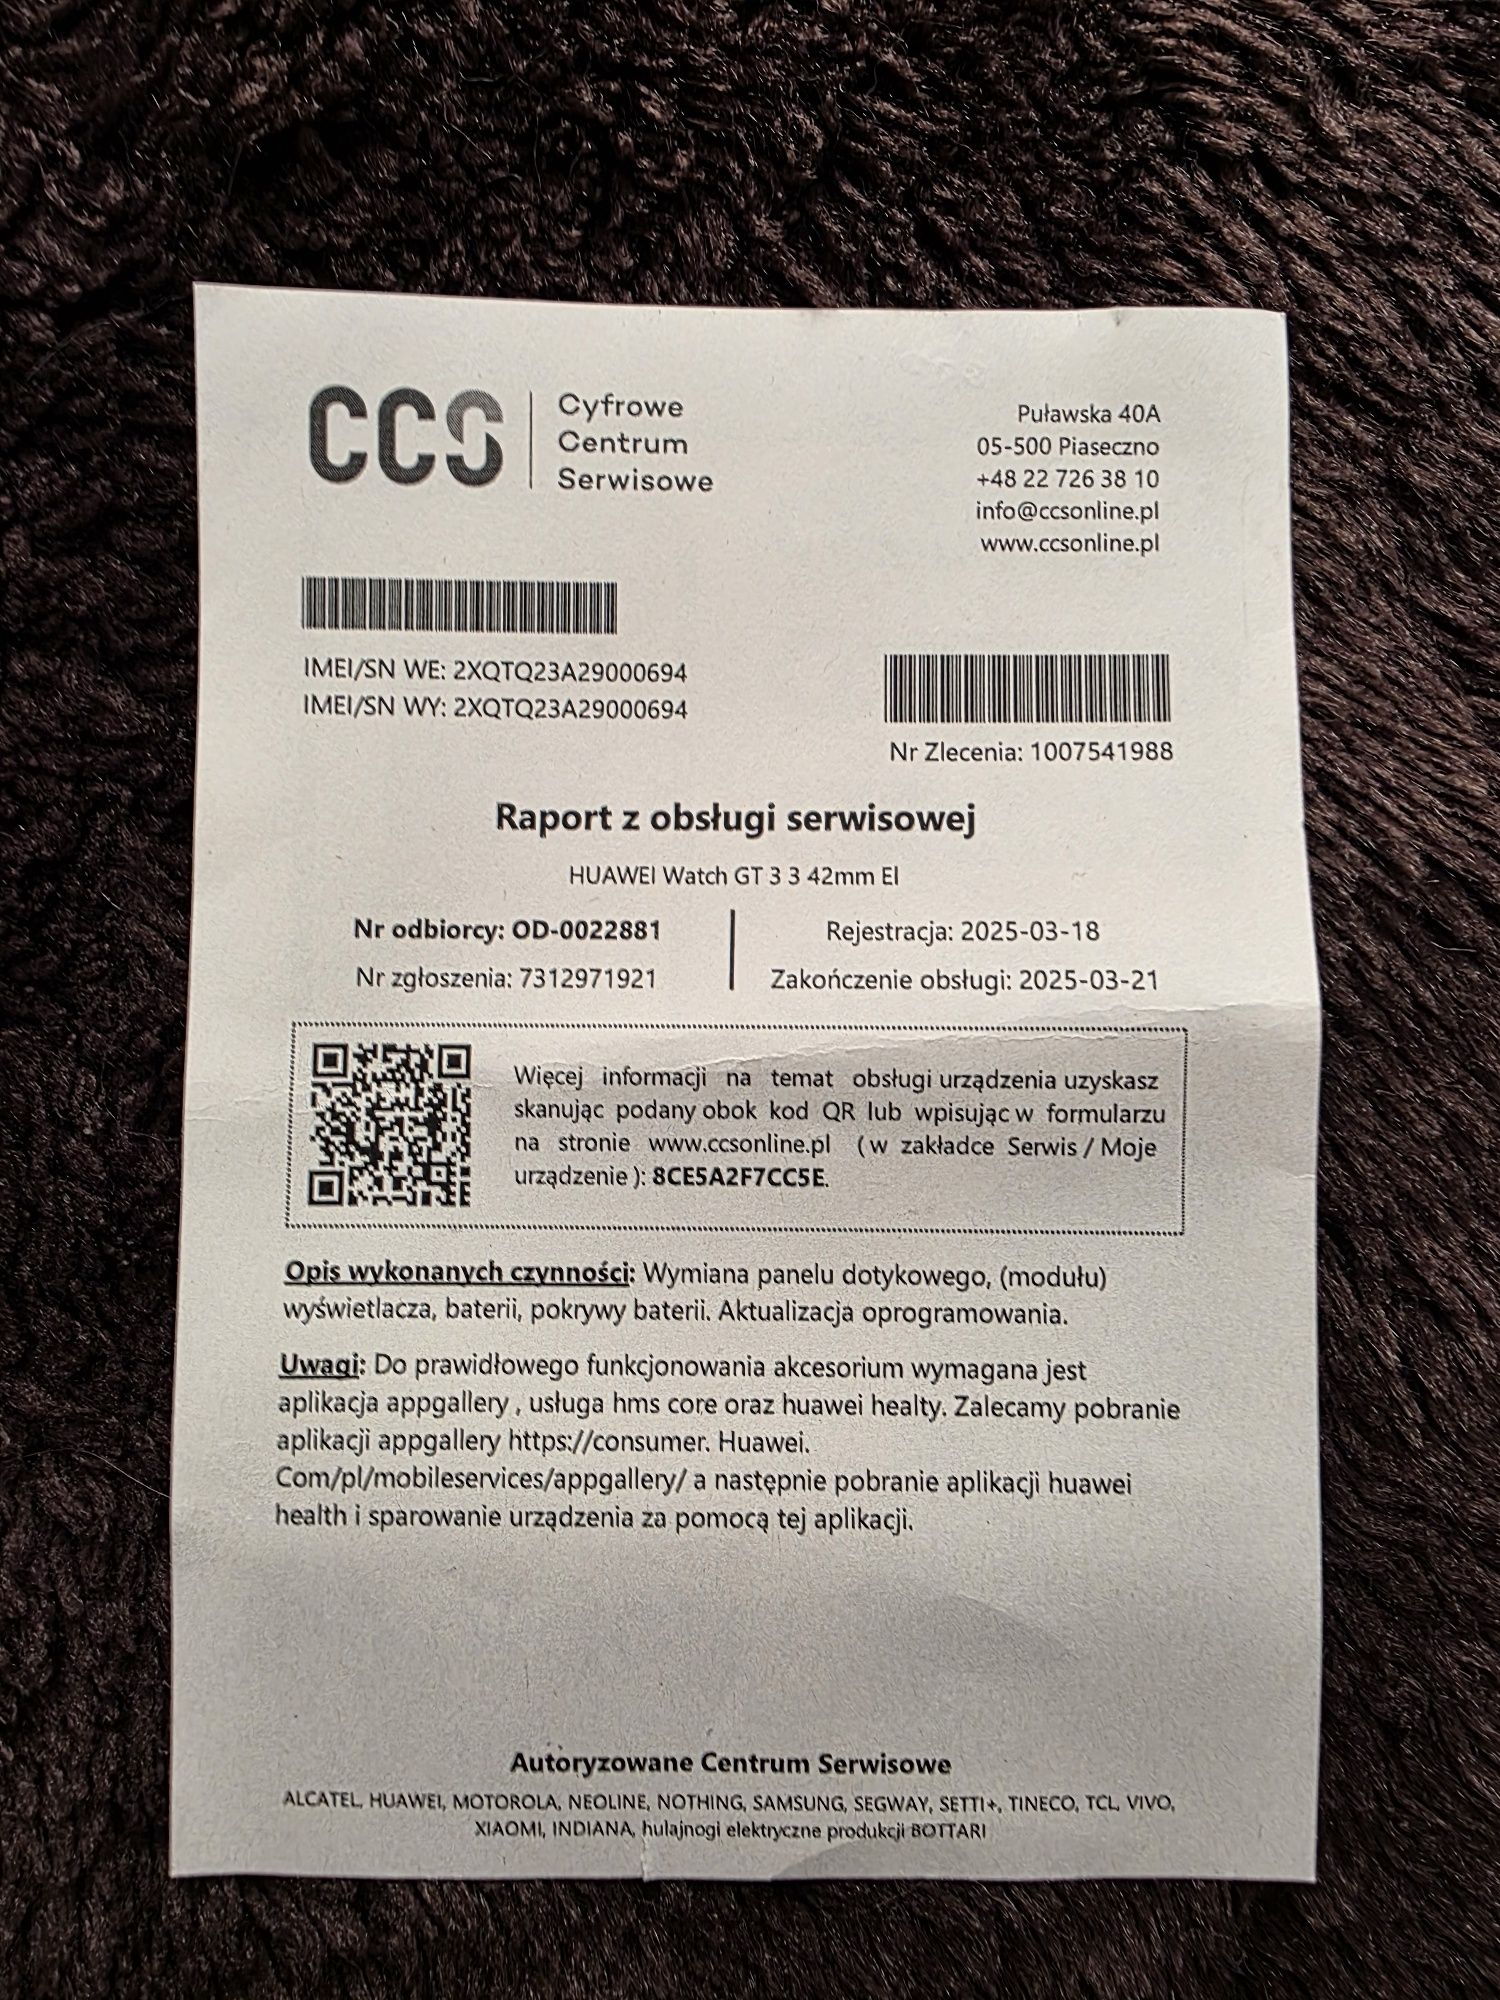 CCS
Cyfrowe
Centrum
Serwisowe
Puławska 40A
05-500 Piaseczno
+48 22 726 38 10
info@ccsonline.pl
www.ccsonline.pl
IMEI/SN WE: 2XQTQ23A29000694
IMEI/SN WY: 2XQTQ23A29000694
Nr Zlecenia: 1007541988
Raport z obsługi serwisowej
HUAWEI Watch GT 3 3 42mm El
Nr odbiorcy: OD-0022881
Nr zgłoszenia: 7312971921
Rejestracja: 2025-03-18
Zakończenie obsługi: 2025-03-21
Więcej informacji na temat obsługi urządzenia uzyskasz
skanując podany obok kod QR lub wpisując w formularzu
na stronie www.ccsonline.pl ( w zakładce Serwis / Moje
urządzenie ): 8CE5A2F7CC5E.
Opis wykonanych czynności: Wymiana panelu dotykowego, (modułu)
wyświetlacza, baterii, pokrywy baterii. Aktualizacja oprogramowania.
Uwagi: Do prawidłowego funkcjonowania akcesorium wymagana jest
aplikacja appgallery , usługa hms core oraz huawei healty. Zalecamy pobranie
aplikacji appgallery https://consumer. Huawei.
Com/pl/mobileservices/appgallery/ a następnie pobranie aplikacji huawei
health i sparowanie urządzenia za pomocą tej aplikacji.
Autoryzowane Centrum Serwisowe
ALCATEL, HUAWEI, MOTOROLA, NEOLINE, NOTHING, SAMSUNG, SEGWAY, SETTI+, TINECO, TCL, VIVO,
XIAOMI, INDIANA, hulajnogi elektryczne produkcji BOTTARI